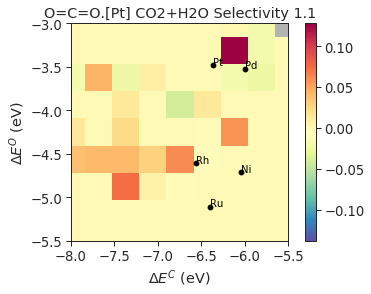 O=C=O.[Pt] CO2+H2O Selectivity 1.1
−3.0
−3.5
−4.0
−4.5
−5.0
−5.5
ΔE^O (eV)
Pt
Pd
Rh
Ni
Ru
−8.0 −7.5 −7.0 −6.5 −6.0 −5.5
ΔE^C (eV)
0.10
0.05
0.00
−0.05
−0.10